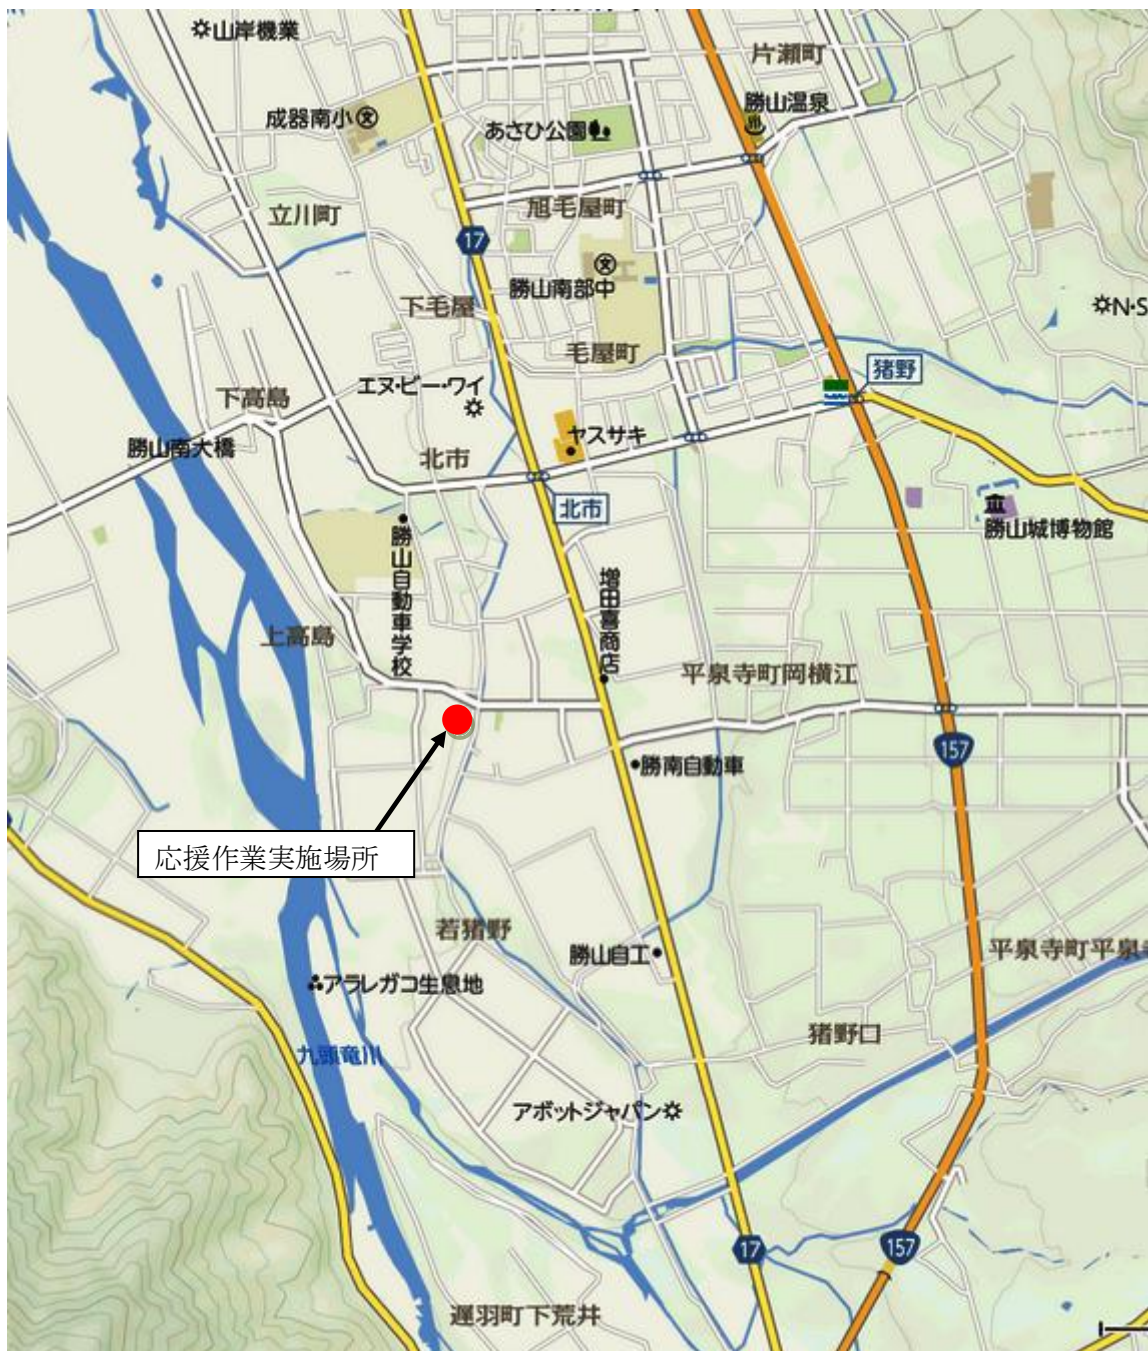 山岸機業
片瀬町
勝山温泉
成器南小
あさひ公園
立川町
旭毛屋町
17
勝山南部中
下毛屋
N・S
毛屋町
猪野
エヌ・ビー・ワイ
下高島
ヤスサキ
勝山南大橋
北市
北市
勝山城博物館
勝山自動車学校
増田喜商店
上高島
平泉寺町岡横江
157
勝南自動車
応援作業実施場所
若猪野
勝山自工
平泉寺町平泉寺
アラレガコ生息地
猪野口
九頭竜川
アボットジャパン
17
157
遅羽町下荒井